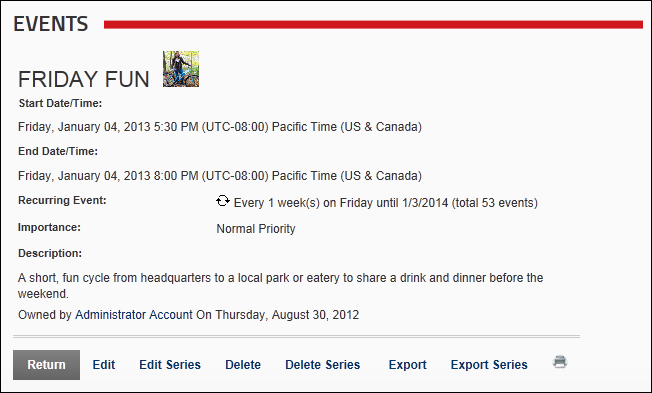 EVENTS
FRIDAY FUN
Start Date/Time:
Friday, January 04, 2013 5:30 PM (UTC-08:00) Pacific Time (US & Canada)
End Date/Time:
Friday, January 04, 2013 8:00 PM (UTC-08:00) Pacific Time (US & Canada)
Recurring Event: Every 1 week(s) on Friday until 1/3/2014 (total 53 events)
Importance: Normal Priority
Description:
A short, fun cycle from headquarters to a local park or eatery to share a drink and dinner before the
weekend.
Owned by Administrator Account On Thursday, August 30, 2012
Return Edit Edit Series Delete Delete Series Export Export Series